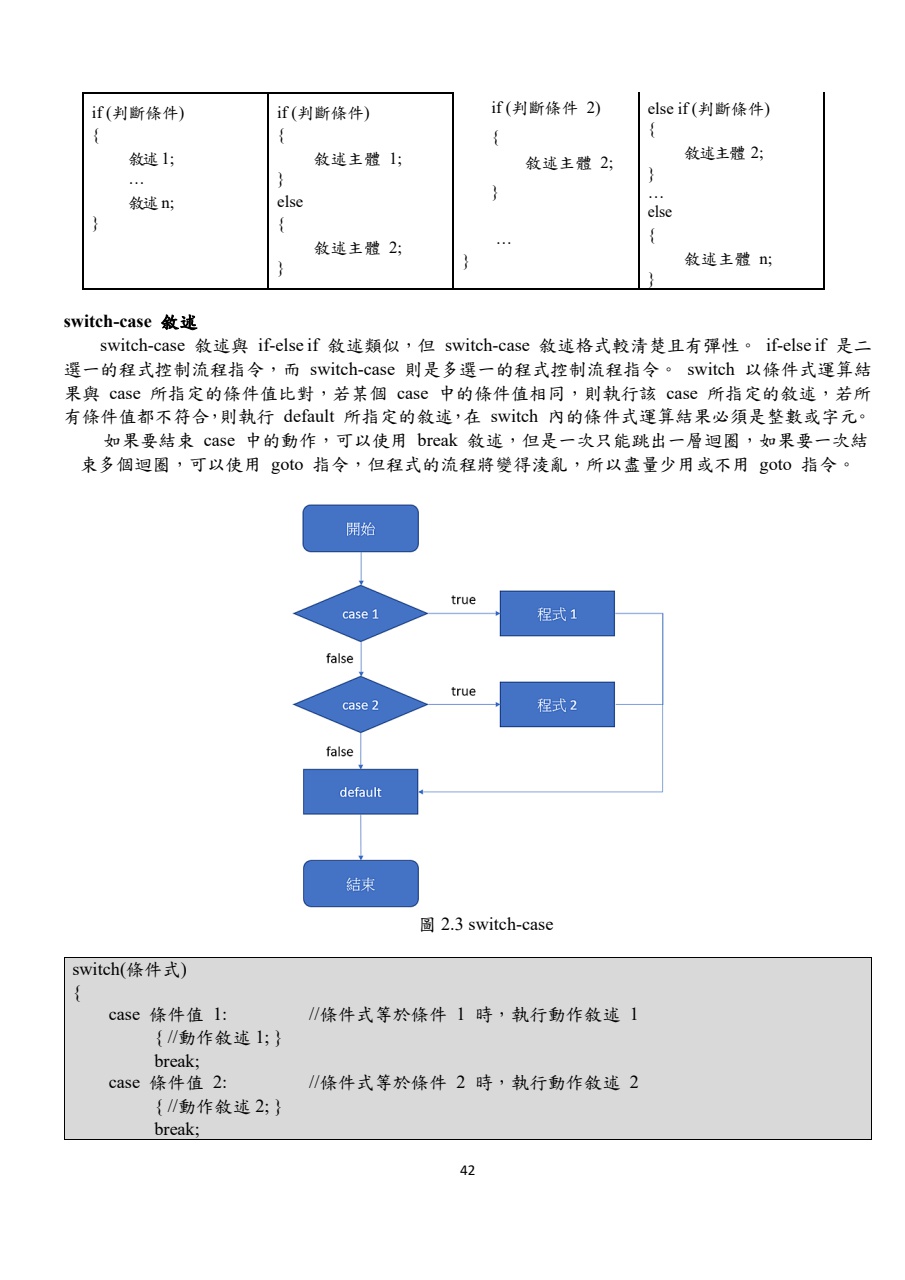 if (判斷條件)
{
敘述 1;
…
敘述 n;
}
if (判斷條件)
{
敘述主體 1;
}
else
{
敘述主體 2;
}
if (判斷條件 2)
{
敘述主體 2;
}
…
}
else if (判斷條件)
{
敘述主體 2;
}
…
else
{
敘述主體 n;
}
switch-case 敘述
switch-case 敘述與 if-else if 敘述類似，但 switch-case 敘述格式較清楚且有彈性。 if-else if 是二
選一的程式控制流程指令，而 switch-case 則是多選一的程式控制流程指令。 switch 以條件式運算結
果與 case 所指定的條件值比對，若某個 case 中的條件值相同，則執行該 case 所指定的敘述，若所
有條件值都不符合，則執行 default 所指定的敘述，在 switch 內的條件式運算結果必須是整數或字元。
如果要結束 case 中的動作，可以使用 break 敘述，但是一次只能跳出一層迴圈，如果要一次結
束多個迴圈，可以使用 goto 指令，但程式的流程將變得淩亂，所以盡量少用或不用 goto 指令。
開始
case 1
true
程式 1
false
case 2
true
程式 2
false
default
結束
圖 2.3 switch-case
switch(條件式)
{
case 條件值 1: //條件式等於條件 1 時，執行動作敘述 1
{ //動作敘述 1; }
break;
case 條件值 2: //條件式等於條件 2 時，執行動作敘述 2
{ //動作敘述 2; }
break;
42